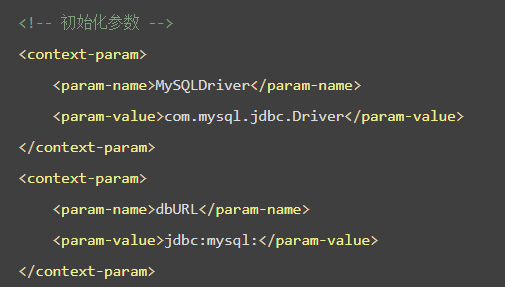 <!-- 初始化参数 -->
<context-param>
    <param-name>MySQLDriver</param-name>
    <param-value>com.mysql.jdbc.Driver</param-value>
</context-param>
<context-param>
    <param-name>dbURL</param-name>
    <param-value>jdbc:mysql:</param-value>
</context-param>